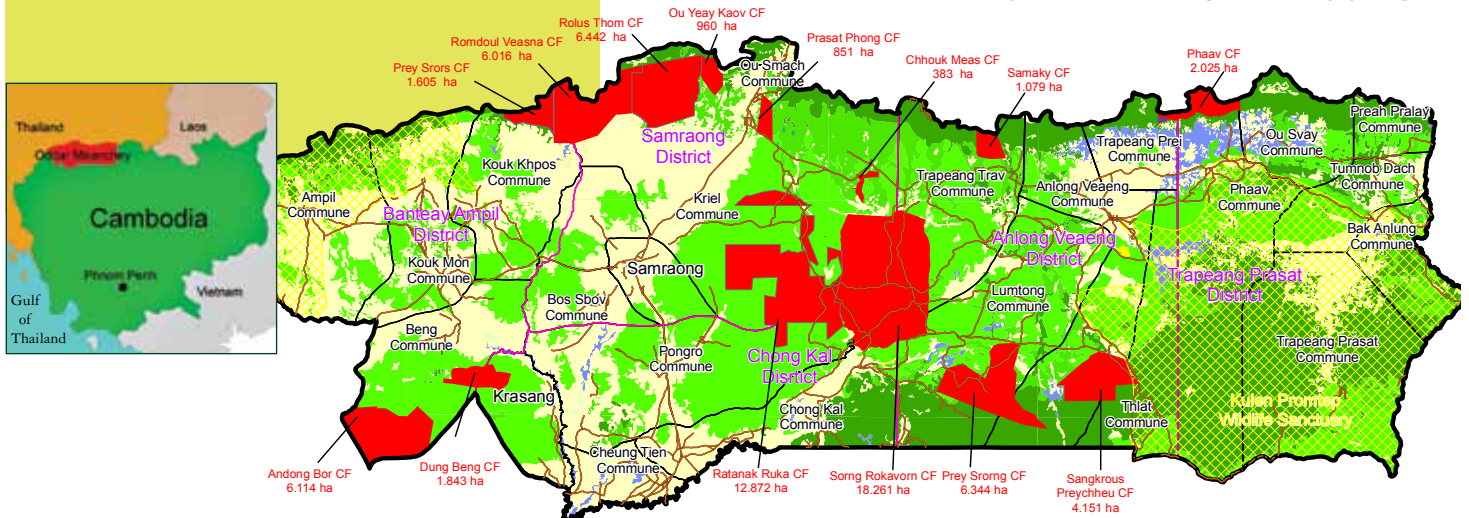 Ou Yeay Kaov CF
960 ha
Rolus Thom CF
6.442 ha
Romdoul Veasna CF
6.016 ha
Prey Srors CF
1.605 ha
Prasat Phong CF
851 ha
Chhouk Meas CF
383 ha
Samaky CF
1.079 ha
Phaav CF
2.025 ha
Thailand
Laos
Oddar Meanchey
Cambodia
Phnom Penh
Vietnam
Gulf
of
Thailand
Ou Smach
Commune
Samraong
District
Kouk Khpos
Commune
Ampil
Commune
Banteay Ampil
District
Kouk Mon
Commune
Kriel
Commune
Samraong
Bos Sbov
Commune
Beng
Commune
Pongro
Commune
Krasang
Cheung Tien
Commune
Chong Kal
Disrtict
Chong Kal
Commune
Trapeang Trav
Commune
Anlong Veaeng
Commune
Trapeang Prei
Commune
Anlong Veaeng
District
Lumtong
Commune
Thlat
Commune
Preah Pralay
Commune
Ou Svay
Commune
Tumnob Dach
Commune
Phaav
Commune
Bak Anlung
Commune
Trapeang Prasat
District
Trapeang Prasat
Commune
Kulen Promtep
Wildlife Sanctuary
Andong Bor CF
6.114 ha
Dung Beng CF
1.843 ha
Ratanak Ruka CF
12.872 ha
Sorng Rokavorn CF
18.261 ha
Prey Srorng CF
6.344 ha
Sangkrous
Preychheu CF
4.151 ha